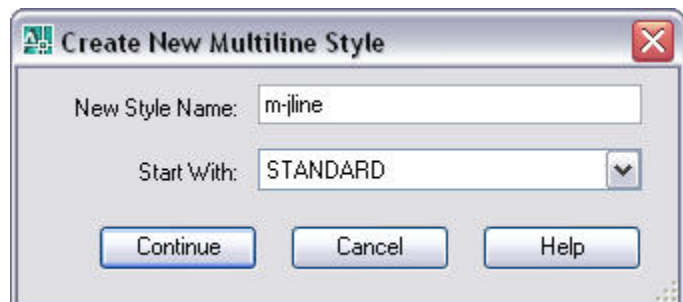 Create New Multiline Style
New Style Name: m-jline
Start With: STANDARD
Continue Cancel Help